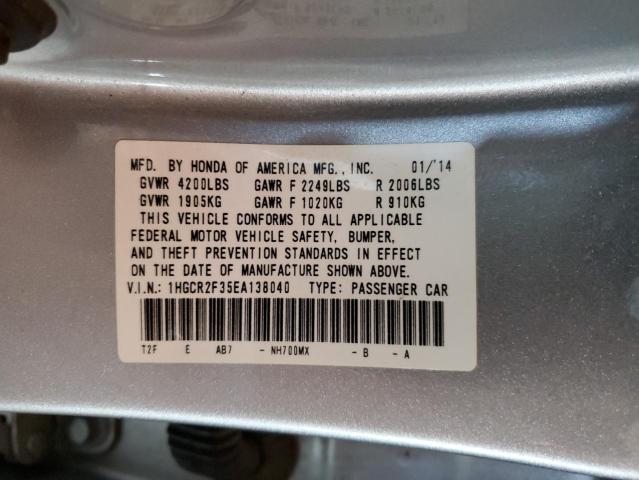 MFD. BY HONDA OF AMERICA MFG., INC. 01/'14
GVWR 4200LBS GAWR F 2249LBS R 2006LBS
GVWR 1905KG GAWR F 1020KG R 910KG
THIS VEHICLE CONFORMS TO ALL APPLICABLE
FEDERAL MOTOR VEHICLE SAFETY, BUMPER,
AND THEFT PREVENTION STANDARDS IN EFFECT
ON THE DATE OF MANUFACTURE SHOWN ABOVE.
V.I.N.: 1HGCR2F35EA138040 TYPE: PASSENGER CAR
T2F E AB7 - NH700MX - B - A